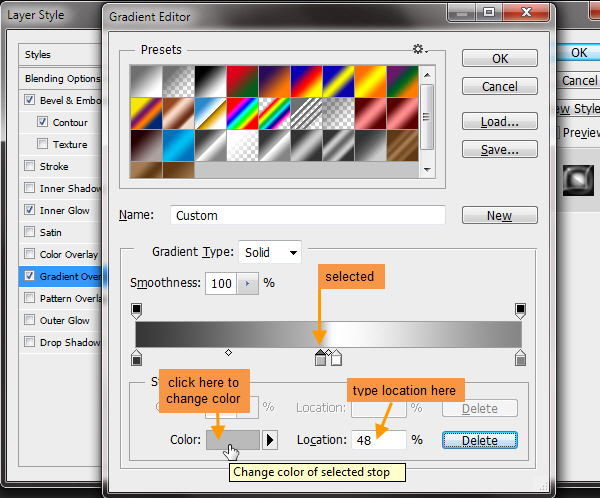 Layer Style
Gradient Editor
Styles
Blending Options
Bevel & Embo
Contour
Texture
Stroke
Inner Shadow
Inner Glow
Satin
Color Overlay
Gradient Over
Pattern Overla
Outer Glow
Drop Shadow
Presets
OK
Cancel
Load...
Save...
Name: Custom
New
Gradient Type: Solid
Smoothness: 100 %
selected
click here to
change color
type location here
%
Location:
%
Delete
Color:
Location: 48 %
Delete
Change color of selected stop
OK
Cancel
ew Style
Preview